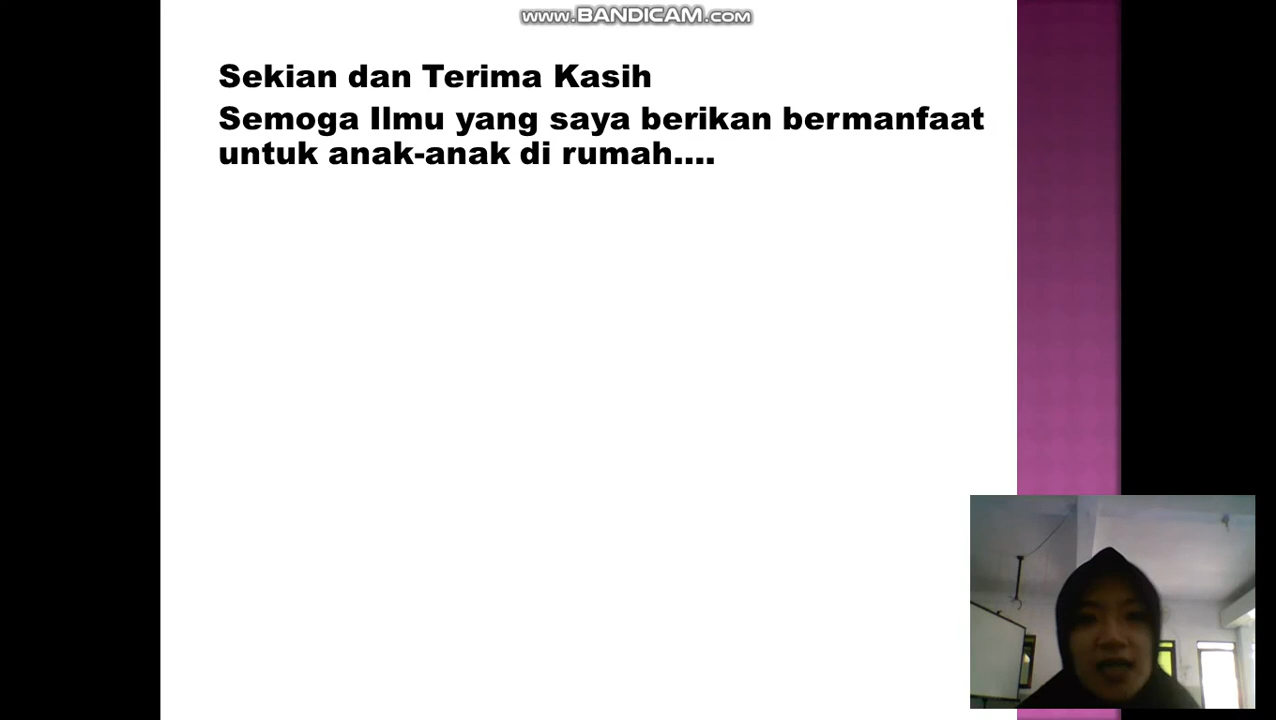 www.BANDICAM.com
Sekian dan Terima Kasih
Semoga Ilmu yang saya berikan bermanfaat
untuk anak-anak di rumah....